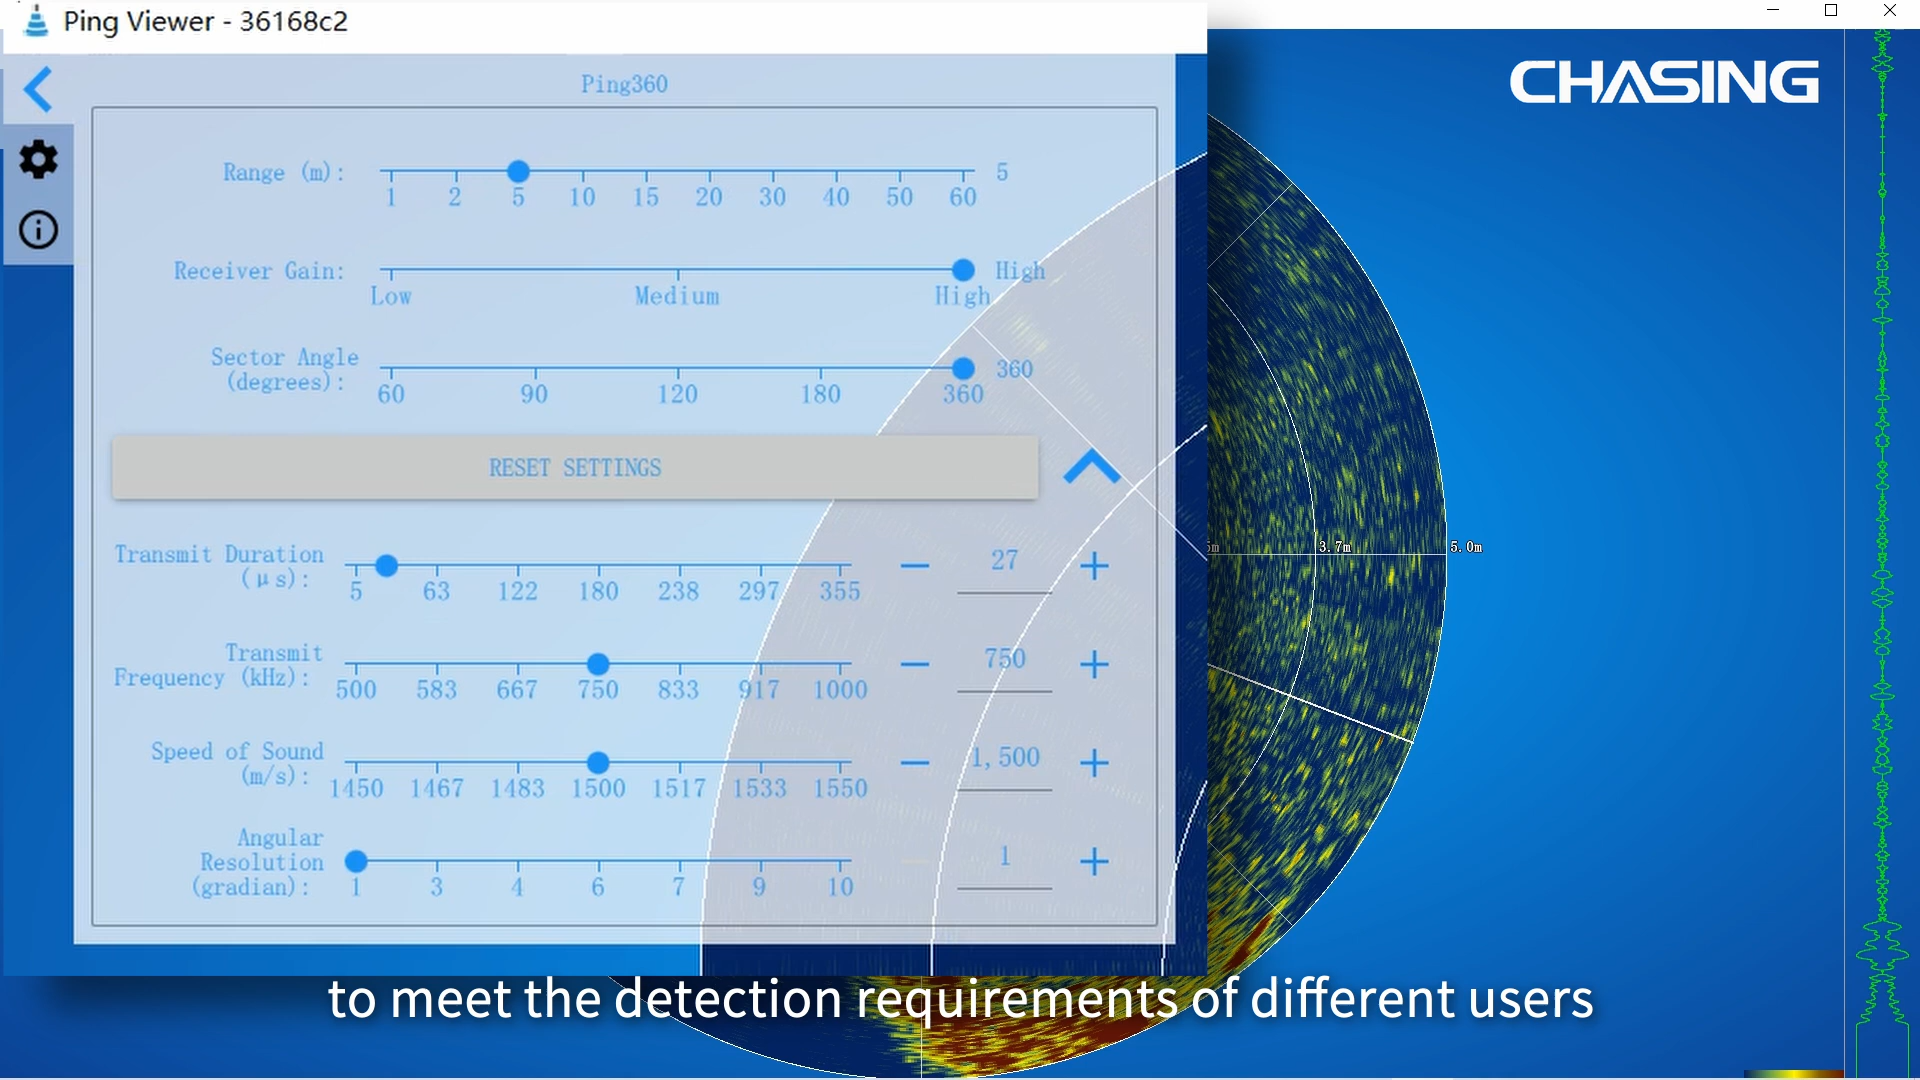 Ping Viewer - 36168c2
CHASING
Ping360
Range (m):
1 2 5 10 15 20 30 40 50 60
5
Receiver Gain:
Low Medium High
High
Sector Angle
(degrees):
60 90 120 180 360
360
RESET SETTINGS
Transmit Duration
(μs):
5 63 122 180 238 297 355
27
Transmit
Frequency (kHz):
500 583 667 750 833 917 1000
750
Speed of Sound
(m/s):
1450 1467 1483 1500 1517 1533 1550
1,500
Angular
Resolution
(gradian):
1 3 4 6 7 9 10
1
3.7m
5.0m
to meet the detection requirements of different users